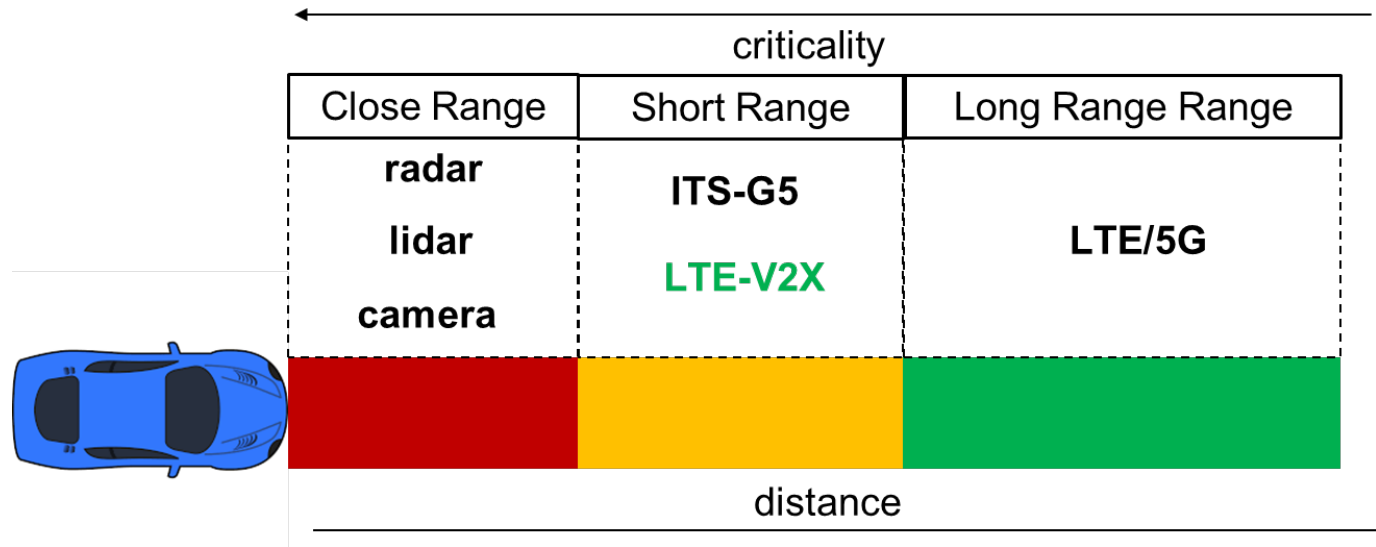 criticality
Close Range
Short Range
Long Range Range
radar
lidar
camera
ITS-G5
LTE-V2X
LTE/5G
distance